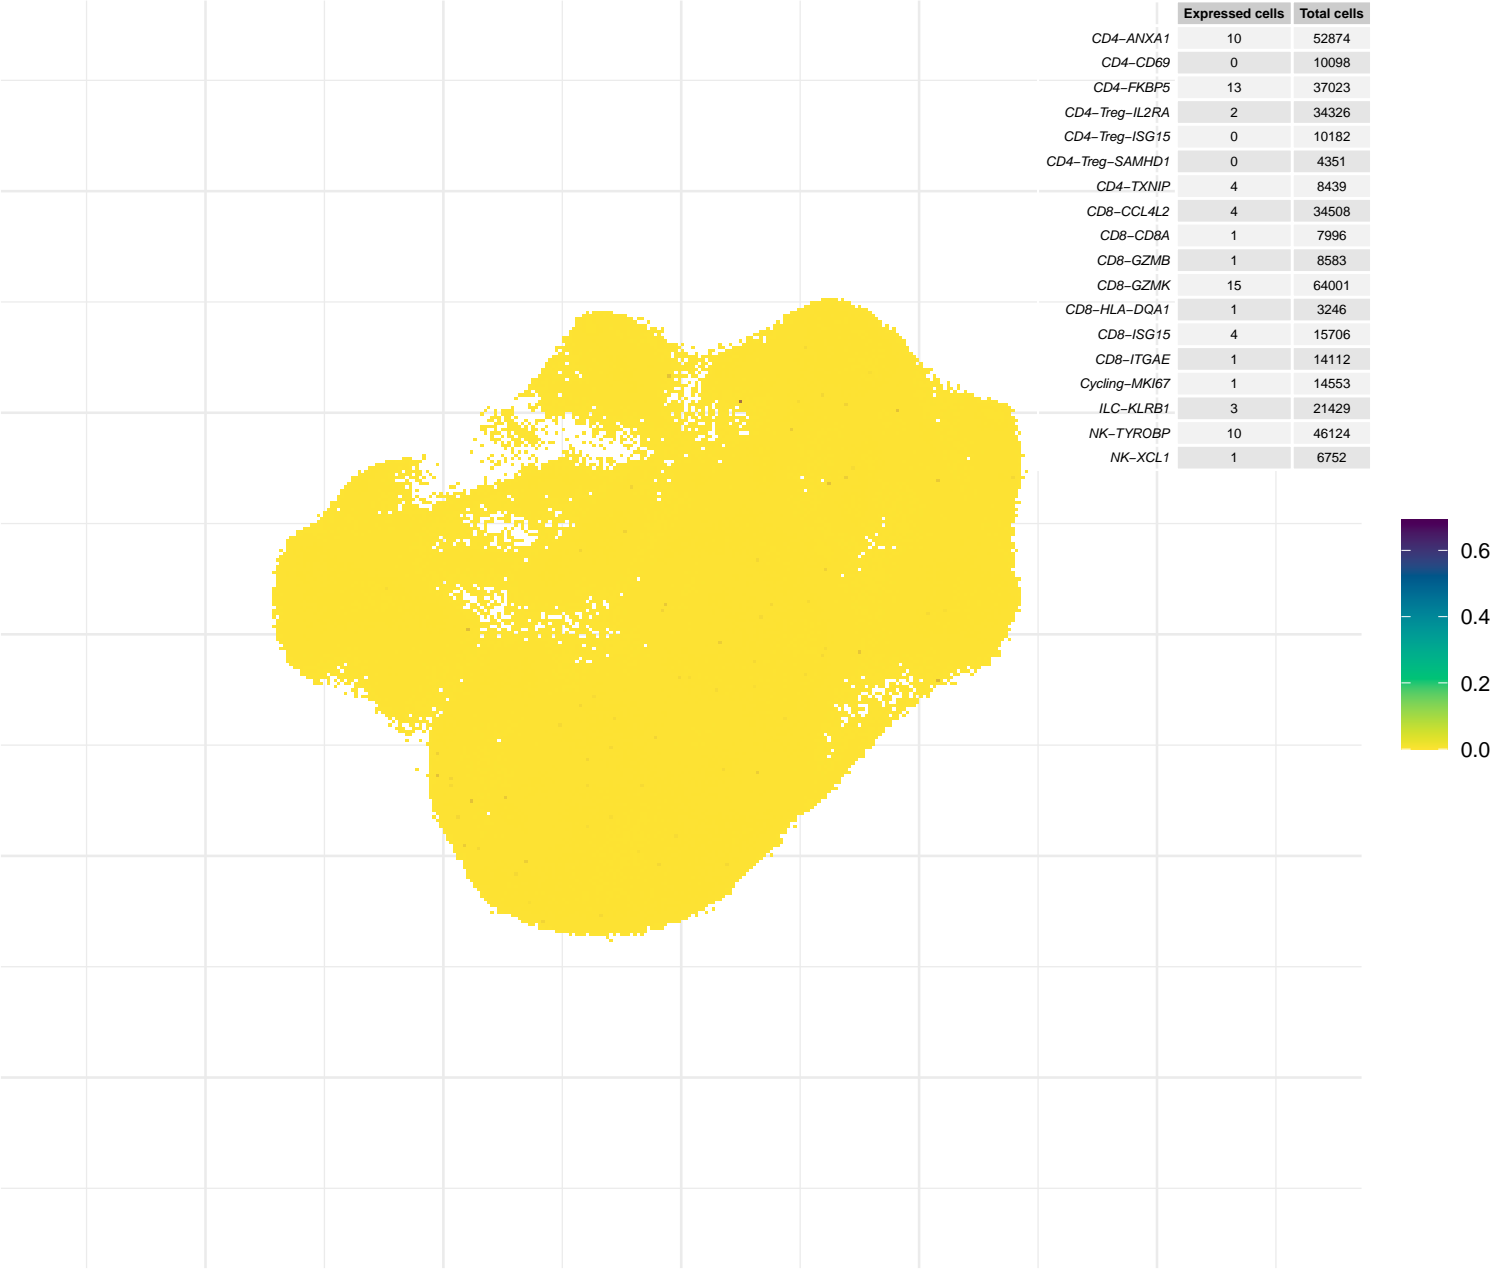 Expressed cells Total cells
CD4−ANXA1 10 52874
CD4−CD69 0 10098
CD4−FKBP5 13 37023
CD4−Treg−IL2RA 2 34326
CD4−Treg−ISG15 0 10182
CD4−Treg−SAMHD1 0 4351
CD4−TXNIP 4 8439
CD8−CCL4L2 4 34508
CD8−CD8A 1 7996
CD8−GZMB 1 8583
CD8−GZMK 15 64001
CD8−HLA−DQA1 1 3246
CD8−ISG15 4 15706
CD8−ITGAE 1 14112
Cycling−MKI67 1 14553
ILC−KLRB1 3 21429
NK−TYROBP 10 46124
NK−XCL1 1 6752
0.6
0.4
0.2
0.0